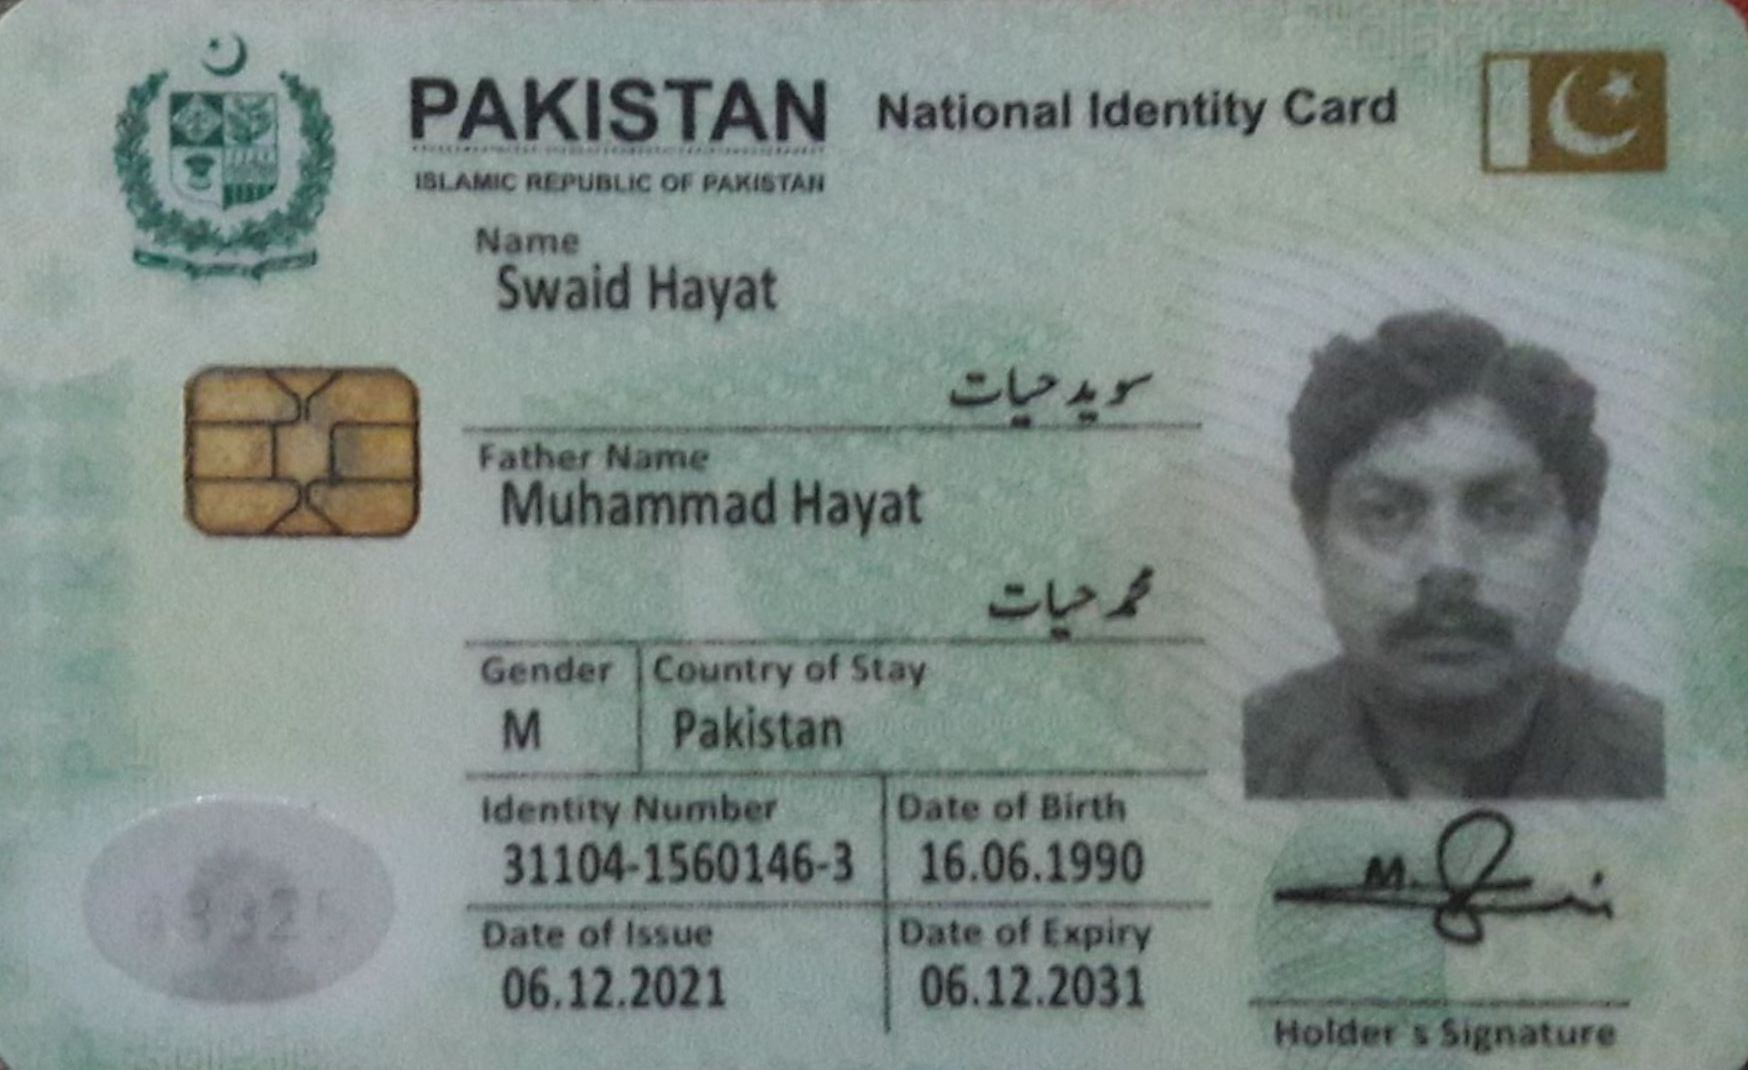 PAKISTAN National Identity Card
ISLAMIC REPUBLIC OF PAKISTAN
Name
Swaid Hayat
سوید حیات
Father Name
Muhammad Hayat
محمد حیات
Gender Country of Stay
M Pakistan
Identity Number Date of Birth
31104-1560146-3 16.06.1990
Date of Issue Date of Expiry
06.12.2021 06.12.2031
Holder's Signature